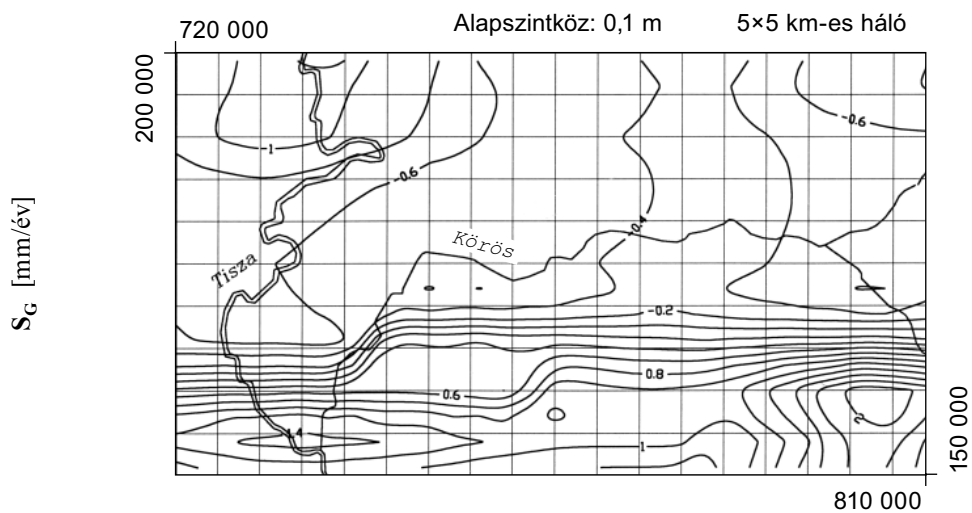 720 000
Alapszintköz: 0,1 m
5×5 km-es háló
200 000
S_G [mm/év]
-1
-0.6
-0.6
-0.4
Körös
Tisza
-0.2
0.6
0.8
1.4
2
1
150 000
810 000